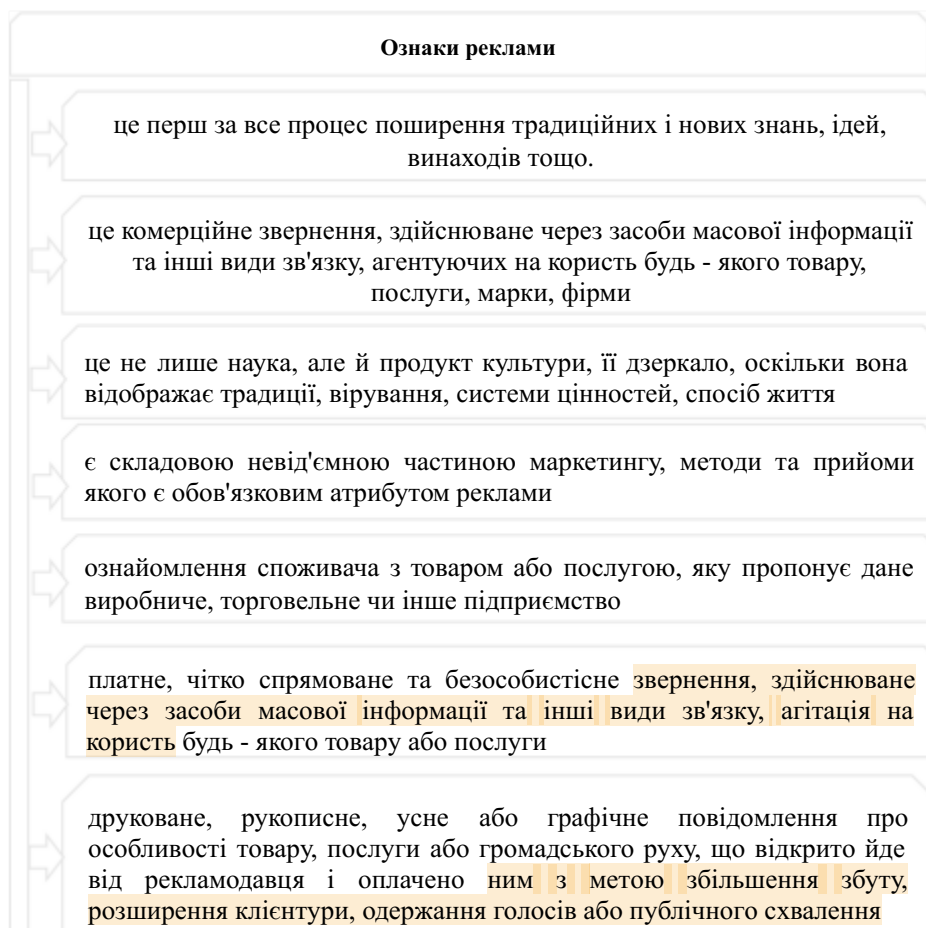 Ознаки реклами
це перш за все процес поширення традиційних і нових знань, ідей,
винаходів тощо.
це комерційне звернення, здійснюване через засоби масової інформації
та інші види зв'язку, агентуючих на користь будь - якого товару,
послуги, марки, фірми
це не лише наука, але й продукт культури, її дзеркало, оскільки вона
відображає традиції, вірування, системи цінностей, спосіб життя
є складовою невід'ємною частиною маркетингу, методи та прийоми
якого є обов'язковим атрибутом реклами
ознайомлення споживача з товаром або послугою, яку пропонує дане
виробниче, торговельне чи інше підприємство
платне, чітко спрямоване та безособистісне звернення, здійснюване
через засоби масової інформації та інші види зв'язку, агітація на
користь будь - якого товару або послуги
друковане, рукописне, усне або графічне повідомлення про
особливості товару, послуги або громадського руху, що відкрито йде
від рекламодавця і оплачено ним з метою збільшення збуту,
розширення клієнтури, одержання голосів або публічного схвалення